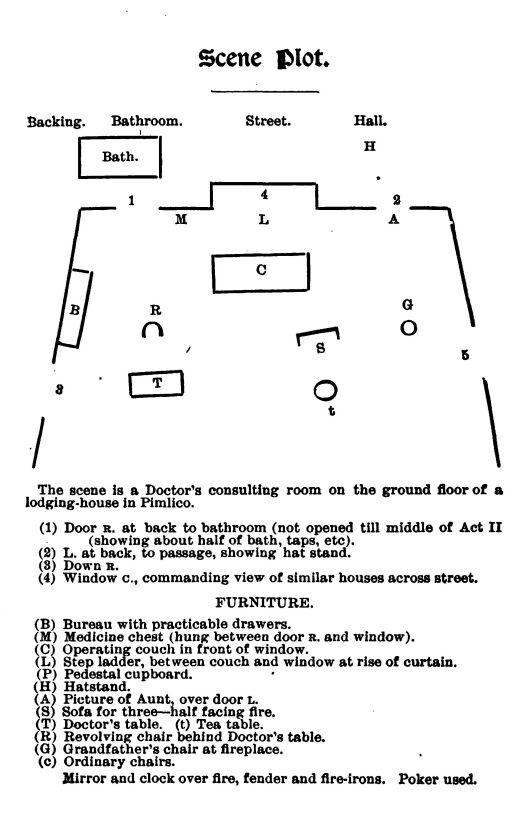 Scene Plot.
Backing. Bathroom. Street. Hall.
Bath.
H
1
4
2
M
L
A
C
B
R
G
S
5
3
T
t
The scene is a Doctor's consulting room on the ground floor of a
lodging-house in Pimlico.
(1) Door R. at back to bathroom (not opened till middle of Act II
(showing about half of bath, taps, etc).
(2) L. at back, to passage, showing hat stand.
(3) Down R.
(4) Window C., commanding view of similar houses across street.
FURNITURE.
(B) Bureau with practicable drawers.
(M) Medicine chest (hung between door R. and window).
(C) Operating couch in front of window.
(L) Step ladder, between couch and window at rise of curtain.
(P) Pedestal cupboard.
(H) Hatstand.
(A) Picture of Aunt, over door L.
(S) Sofa for three—half facing fire.
(T) Doctor's table. (t) Tea table.
(R) Revolving chair behind Doctor's table.
(G) Grandfather's chair at fireplace.
(c) Ordinary chairs.
Mirror and clock over fire, fender and fire-irons. Poker used.